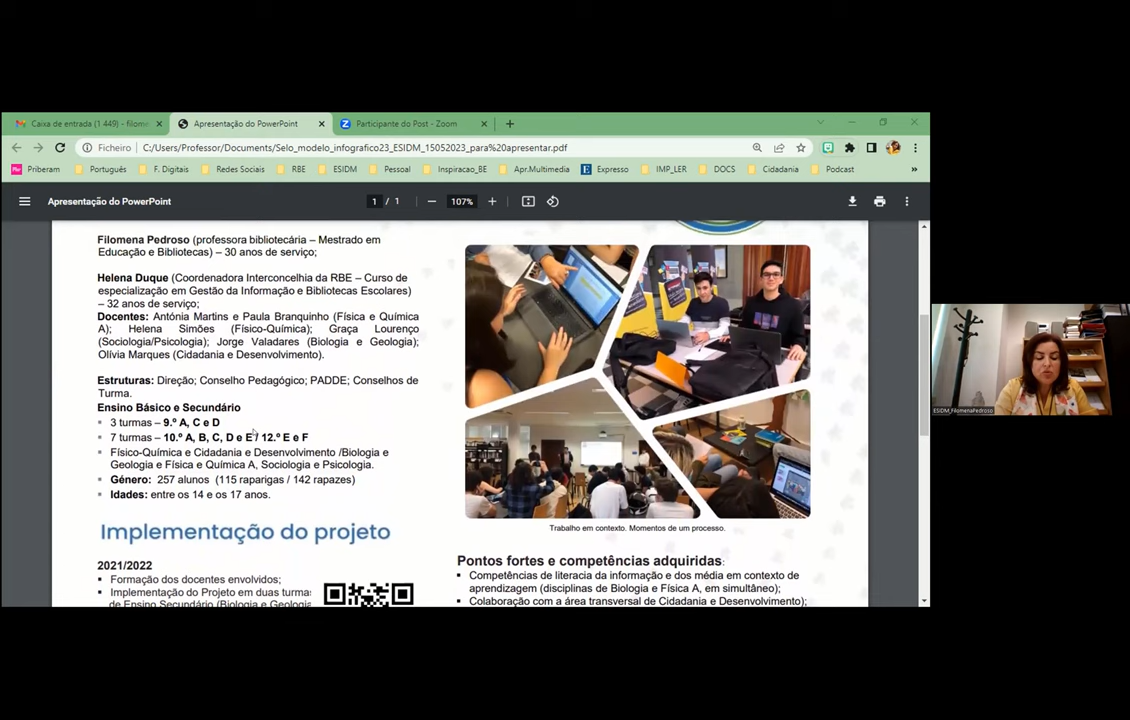 Caixa de entrada (1 449) - filome
Apresentação do PowerPoint
Participante do Post - Zoom
Ficheiro
C:/Users/Professor/Documents/Selo_modelo_infografico23_ESIDM_15052023_para%20apresentar.pdf
Priberam
Português
F. Digitais
Redes Sociais
RBE
ESIDM
Pessoal
Inspiracao_BE
Apr.Multimedia
Expresso
IMP_LER
DOCS
Cidadania
Podcast
»
Apresentação do PowerPoint
1 / 1
107%
Filomena Pedroso (professora bibliotecária – Mestrado em
Educação e Bibliotecas) – 30 anos de serviço;
Helena Duque (Coordenadora Interconcelhia da RBE – Curso de
especialização em Gestão da Informação e Bibliotecas Escolares)
– 32 anos de serviço;
Docentes: Antónia Martins e Paula Branquinho (Física e Química
A); Helena Simões (Físico-Química); Graça Lourenço
(Sociologia/Psicologia); Jorge Valadares (Biologia e Geologia);
Olívia Marques (Cidadania e Desenvolvimento).
Estruturas: Direção; Conselho Pedagógico; PADDE; Conselhos de
Turma.
Ensino Básico e Secundário
▪ 3 turmas – 9.º A, C e D
▪ 7 turmas – 10.º A, B, C, D e E / 12.º E e F
▪ Físico-Química e Cidadania e Desenvolvimento /Biologia e
Geologia e Física e Química A, Sociologia e Psicologia.
▪ Género: 257 alunos (115 raparigas / 142 rapazes)
▪ Idades: entre os 14 e os 17 anos.
Implementação do projeto
2021/2022
▪ Formação dos docentes envolvidos;
▪ Implementação do Projeto em duas turmas
de Ensino Secundário (Biologia e Geologia
Trabalho em contexto. Momentos de um processo.
Pontos fortes e competências adquiridas:
▪ Competências de literacia da informação e dos média em contexto de
aprendizagem (disciplinas de Biologia e Física A, em simultâneo);
▪ Colaboração com a área transversal de Cidadania e Desenvolvimento);
ESIDM_FilomenaPedroso